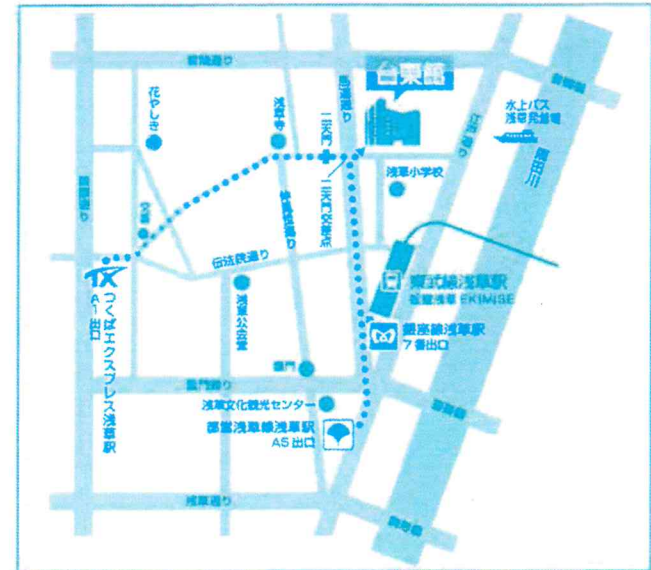 言問通り
台東館
花やしき
浅草寺
二天門
馬道通り
水上バス
浅草発着場
隅田川
江戸通り
浅草小学校
二天門交差点
国際通り
交番
仲見世通り
伝法院通り
TX
A1出口
つくばエクスプレス浅草駅
浅草公会堂
東武線浅草駅
松屋浅草 EKIMISE
銀座線浅草駅
7番出口
雷門
雷門通り
浅草文化観光センター
都営浅草線浅草駅
A5出口
浅草通り
駒形橋